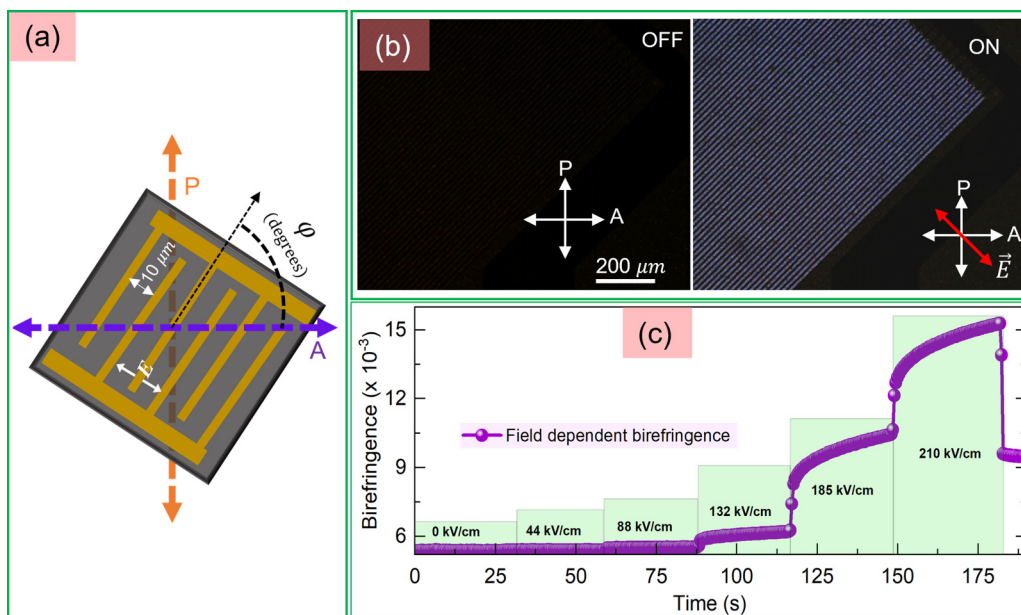 (a)
P
φ
(degrees)
10 μm
E
A
(b)
OFF
P
A
200 μm
ON
P
A
E⃗
(c)
Birefringence (x 10⁻³)
15
12
9
6
Field dependent birefringence
0 kV/cm
44 kV/cm
88 kV/cm
132 kV/cm
185 kV/cm
210 kV/cm
0 25 50 75 100 125 150 175
Time (s)